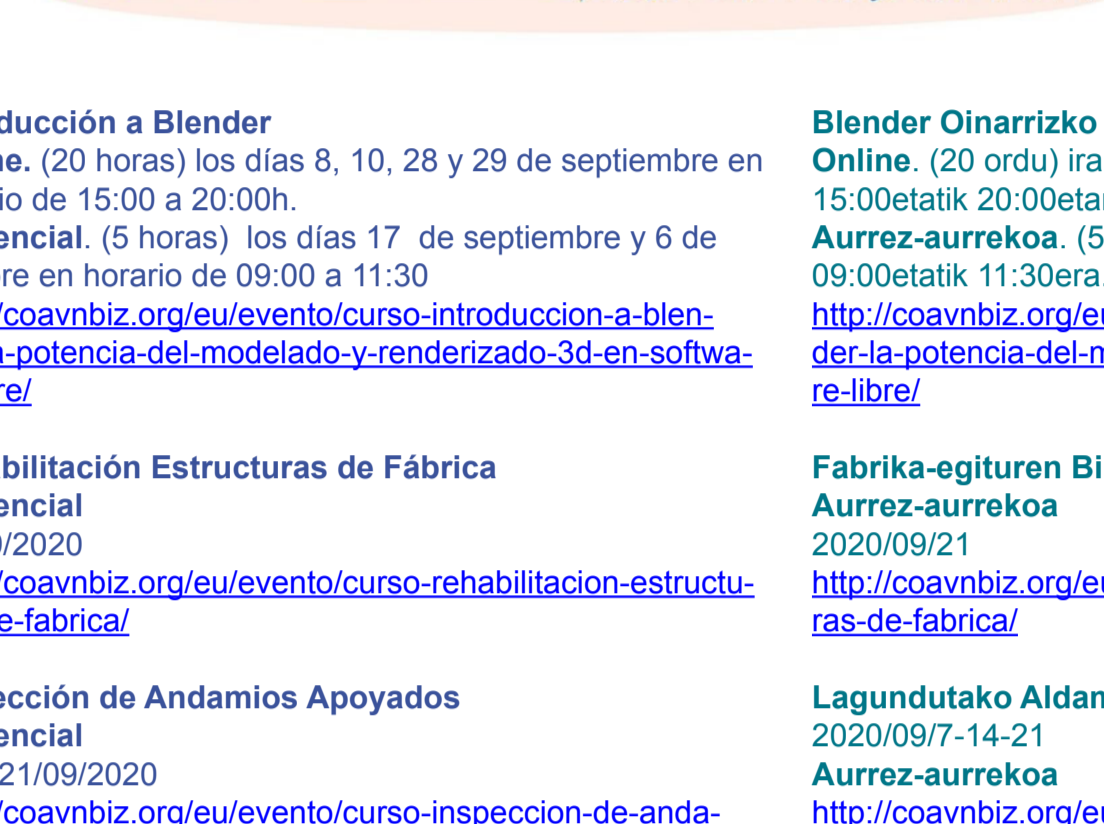 ducción a Blender
ne. (20 horas) los días 8, 10, 28 y 29 de septiembre en
io de 15:00 a 20:00h.
encial. (5 horas)  los días 17  de septiembre y 6 de
bre en horario de 09:00 a 11:30
/coavnbiz.org/eu/evento/curso-introduccion-a-blen-
a-potencia-del-modelado-y-renderizado-3d-en-softwa-
re/
bilitación Estructuras de Fábrica
encial
/2020
/coavnbiz.org/eu/evento/curso-rehabilitacion-estructu-
e-fabrica/
ección de Andamios Apoyados
encial
21/09/2020
/coavnbiz.org/eu/evento/curso-inspeccion-de-anda-
Blender Oinarrizko
Online. (20 ordu) ira
15:00etatik 20:00etar
Aurrez-aurrekoa. (5
09:00etatik 11:30era.
http://coavnbiz.org/eu
der-la-potencia-del-m
re-libre/
Fabrika-egituren Bi
Aurrez-aurrekoa
2020/09/21
http://coavnbiz.org/eu
ras-de-fabrica/
Lagundutako Aldam
2020/09/7-14-21
Aurrez-aurrekoa
http://coavnbiz.org/eu